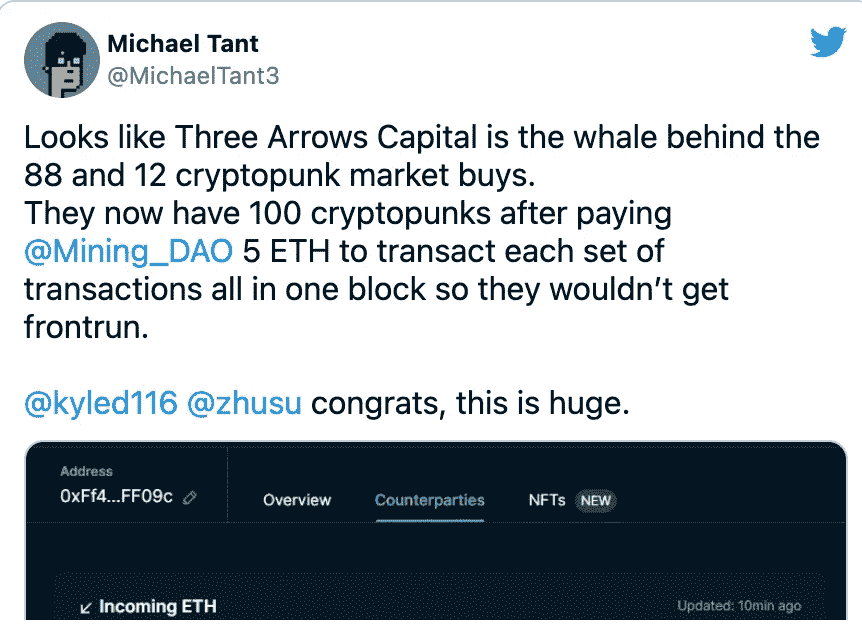 Michael Tant
@MichaelTant3
Looks like Three Arrows Capital is the whale behind the
88 and 12 cryptopunk market buys.
They now have 100 cryptopunks after paying
@Mining_DAO 5 ETH to transact each set of
transactions all in one block so they wouldn’t get
frontrun.
@kyled116 @zhusu congrats, this is huge.
Address
0xFf4...FF09c
Overview Counterparties NFTs NEW
Incoming ETH Updated: 10min ago